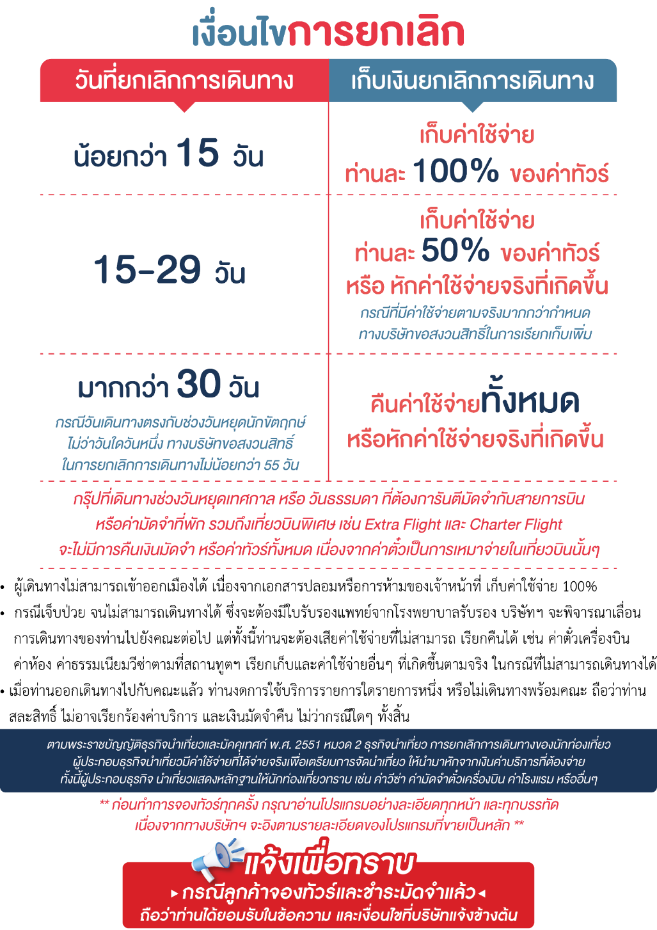 เงื่อนไขการยกเลิก
วันที่ยกเลิกการเดินทาง
เก็บเงินยกเลิกการเดินทาง
น้อยกว่า 15 วัน
เก็บค่าใช้จ่าย
ท่านละ 100% ของค่าทัวร์
15-29 วัน
เก็บค่าใช้จ่าย
ท่านละ 50% ของค่าทัวร์
หรือ หักค่าใช้จ่ายจริงที่เกิดขึ้น
กรณีที่มีค่าใช้จ่ายตามจริงมากกว่ากำหนด
ทางบริษัทขอสงวนสิทธิ์ในการเรียกเก็บเพิ่ม
มากกว่า 30 วัน
กรณีวันเดินทางตรงกับช่วงวันหยุดนักขัตฤกษ์
ไม่ว่าวันใดวันหนึ่ง ทางบริษัทขอสงวนสิทธิ์
ในการยกเลิกการเดินทางไม่น้อยกว่า 55 วัน
คืนค่าใช้จ่ายทั้งหมด
หรือหักค่าใช้จ่ายจริงที่เกิดขึ้น
กรุ๊ปที่เดินทางช่วงวันหยุดเทศกาล หรือ วันธรรมดา ที่ต้องการันตีมัดจำกับสายการบิน
หรือค่ามัดจำที่พัก รวมถึงเที่ยวบินพิเศษ เช่น Extra Flight และ Charter Flight
จะไม่มีการคืนเงินมัดจำ หรือค่าทัวร์ทั้งหมด เนื่องจากค่าตั๋วเป็นการเหมาจ่ายในเที่ยวบินนั้นๆ
• ผู้เดินทางไม่สามารถเข้าออกเมืองได้ เนื่องจากเอกสารปลอมหรือการห้ามของเจ้าหน้าที่ เก็บค่าใช้จ่าย 100%
• กรณีเจ็บป่วย จนไม่สามารถเดินทางได้ ซึ่งจะต้องมีใบรับรองแพทย์จากโรงพยาบาลรับรอง บริษัทฯ จะพิจารณาเลื่อน
การเดินทางของท่านไปยังคณะต่อไป แต่ทั้งนี้ท่านจะต้องเสียค่าใช้จ่ายที่ไม่สามารถ เรียกคืนได้ เช่น ค่าตั๋วเครื่องบิน
ค่าห้อง ค่าธรรมเนียมวีซ่าตามที่สถานทูตฯ เรียกเก็บและค่าใช้จ่ายอื่นๆ ที่เกิดขึ้นตามจริง ในกรณีที่ไม่สามารถเดินทางได้
• เมื่อท่านออกเดินทางไปกับคณะแล้ว ท่านงดการใช้บริการรายการใดรายการหนึ่ง หรือไม่เดินทางพร้อมคณะ ถือว่าท่าน
สละสิทธิ์ ไม่อาจเรียกร้องค่าบริการ และเงินมัดจำคืน ไม่ว่ากรณีใดๆ ทั้งสิ้น
ตามพระราชบัญญัติธุรกิจนำเที่ยวและมัคคุเทศก์ พ.ศ. 2551 หมวด 2 ธุรกิจนำเที่ยว การยกเลิกการเดินทางของนักท่องเที่ยว
ผู้ประกอบธุรกิจนำเที่ยวมีค่าใช้จ่ายที่ได้จ่ายจริงเพื่อเตรียมการจัดนำเที่ยว ให้นำมาหักจากเงินค่าบริการที่ต้องจ่าย
ทั้งนี้ผู้ประกอบธุรกิจ นำเที่ยวแสดงหลักฐานให้นักท่องเที่ยวทราบ เช่น ค่าวีซ่า ค่ามัดจำตั๋วเครื่องบิน ค่าโรงแรม หรืออื่นๆ
** ก่อนทำการจองทัวร์ทุกครั้ง กรุณาอ่านโปรแกรมอย่างละเอียดทุกหน้า และทุกบรรทัด
เนื่องจากทางบริษัทฯ จะอิงตามรายละเอียดของโปรแกรมที่ขายเป็นหลัก **
แจ้งเพื่อทราบ
กรณีลูกค้าจองทัวร์และชำระมัดจำแล้ว
ถือว่าท่านได้ยอมรับในข้อความ และเงื่อนไขที่บริษัทแจ้งข้างต้น